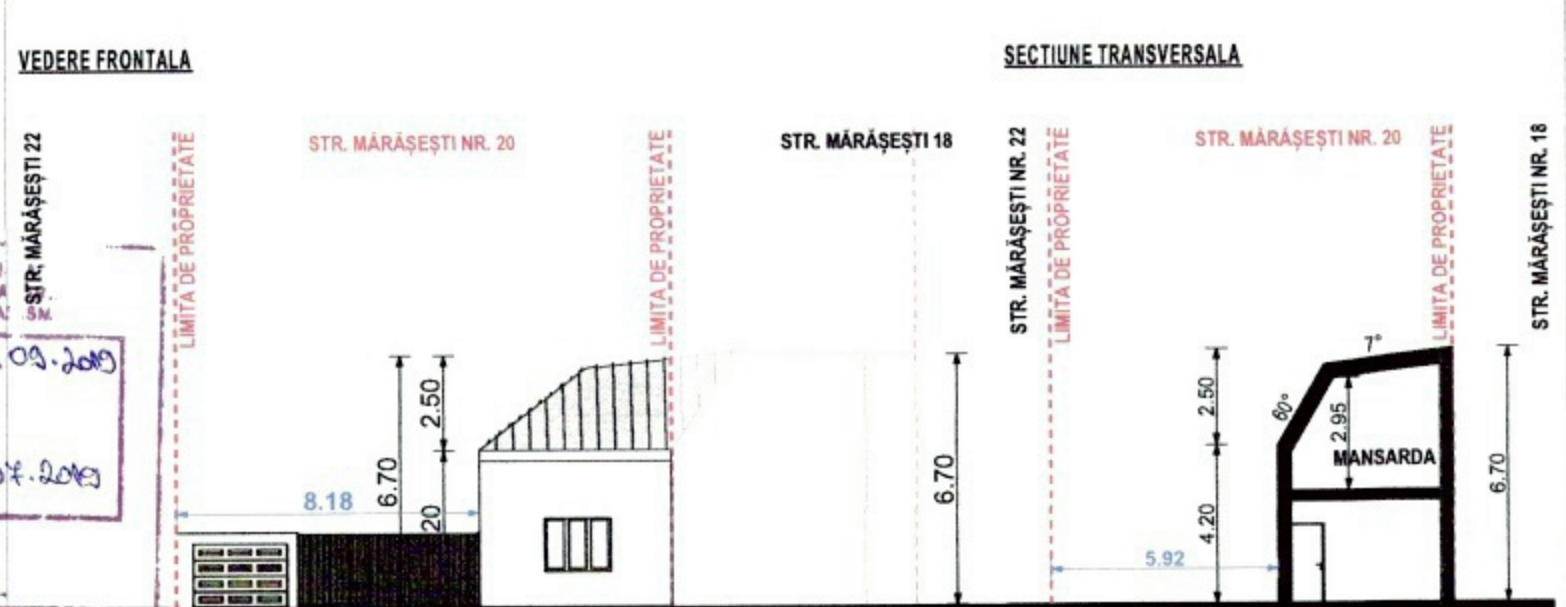 VEDERE FRONTALA
SECTIUNE TRANSVERSALA
STR. MĂRĂȘEȘTI 22
LIMITA DE PROPRIETATE
STR. MĂRĂȘEȘTI NR. 20
LIMITA DE PROPRIETATE
STR. MĂRĂȘEȘTI 18
STR. MĂRĂȘEȘTI NR. 22
LIMITA DE PROPRIETATE
STR. MĂRĂȘEȘTI NR. 20
LIMITA DE PROPRIETATE
STR. MĂRĂȘEȘTI NR. 18
SM.
09.2019
07.2019
2.50
6.70
20
8.18
6.70
2.50
4.20
5.92
60°
7°
2.95
MANSARDA
6.70